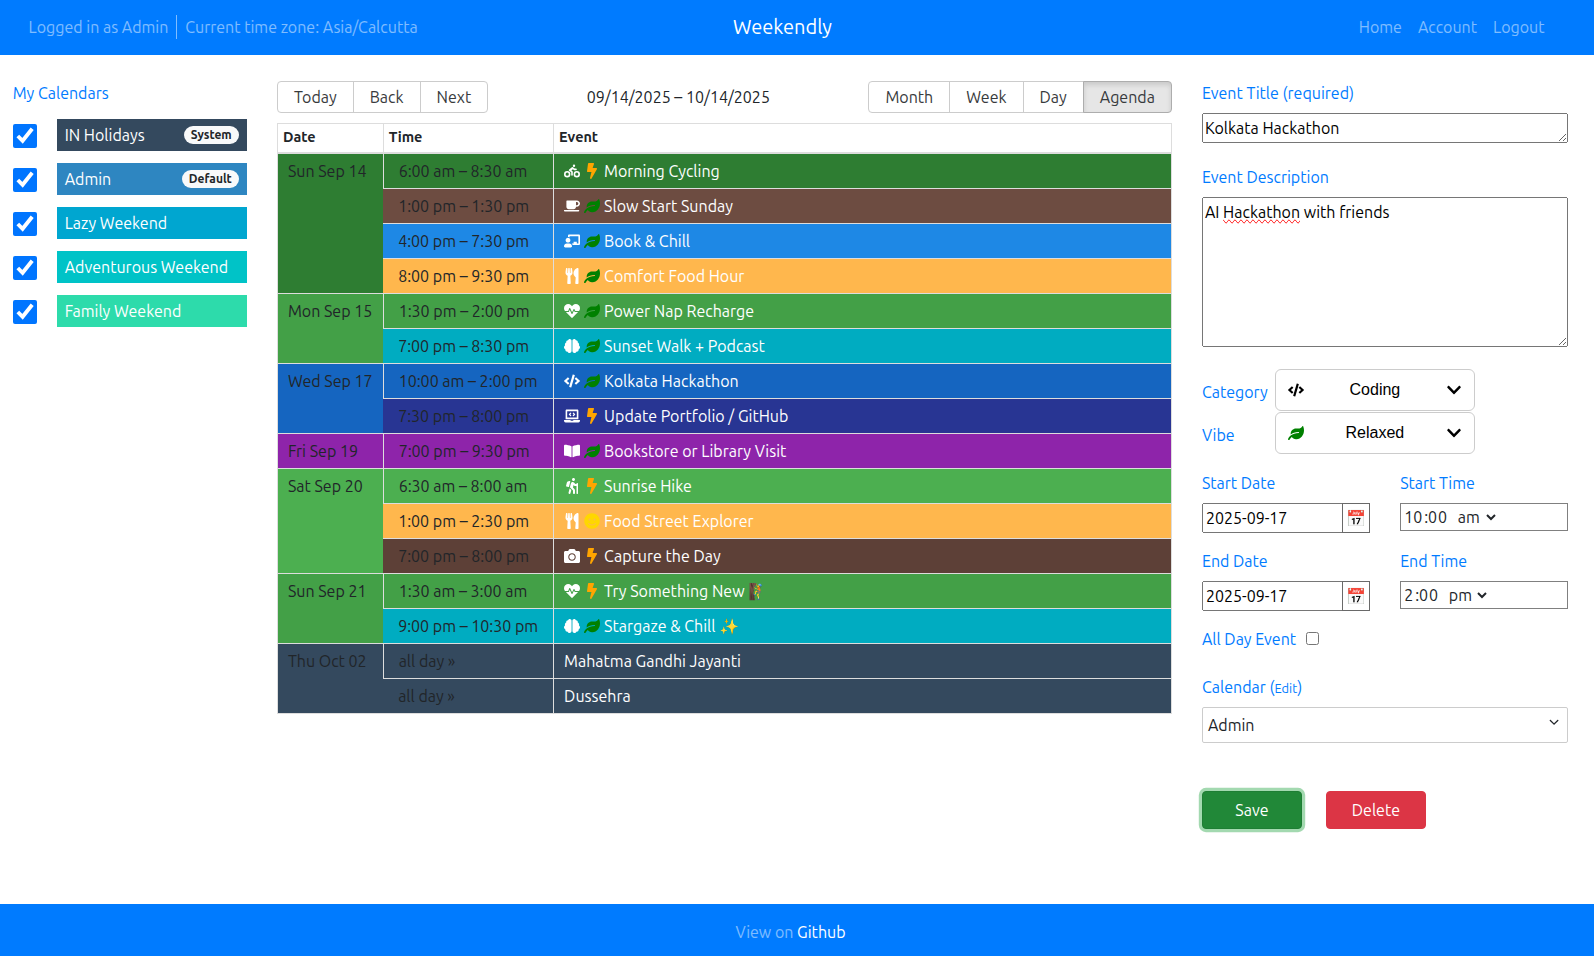 Logged in as Admin Current time zone: Asia/Calcutta Weekendly Home Account Logout
My Calendars
IN Holidays System
Admin Default
Lazy Weekend
Adventurous Weekend
Family Weekend
Today Back Next 09/14/2025 – 10/14/2025 Month Week Day Agenda
Date Time Event
Sun Sep 14 6:00 am – 8:30 am Morning Cycling
1:00 pm – 1:30 pm Slow Start Sunday
4:00 pm – 7:30 pm Book & Chill
8:00 pm – 9:30 pm Comfort Food Hour
Mon Sep 15 1:30 pm – 2:00 pm Power Nap Recharge
7:00 pm – 8:30 pm Sunset Walk + Podcast
Wed Sep 17 10:00 am – 2:00 pm Kolkata Hackathon
7:30 pm – 8:00 pm Update Portfolio / GitHub
Fri Sep 19 7:00 pm – 9:30 pm Bookstore or Library Visit
Sat Sep 20 6:30 am – 8:00 am Sunrise Hike
1:00 pm – 2:30 pm Food Street Explorer
7:00 pm – 8:00 pm Capture the Day
Sun Sep 21 1:30 am – 3:00 am Try Something New
9:00 pm – 10:30 pm Stargaze & Chill ✨
Thu Oct 02 all day » Mahatma Gandhi Jayanti
all day » Dussehra
Event Title (required)
Kolkata Hackathon
Event Description
AI Hackathon with friends
Category Coding
Vibe Relaxed
Start Date Start Time
2025-09-17 10:00 am
End Date End Time
2025-09-17 2:00 pm
All Day Event
Calendar (Edit)
Admin
Save Delete
View on Github